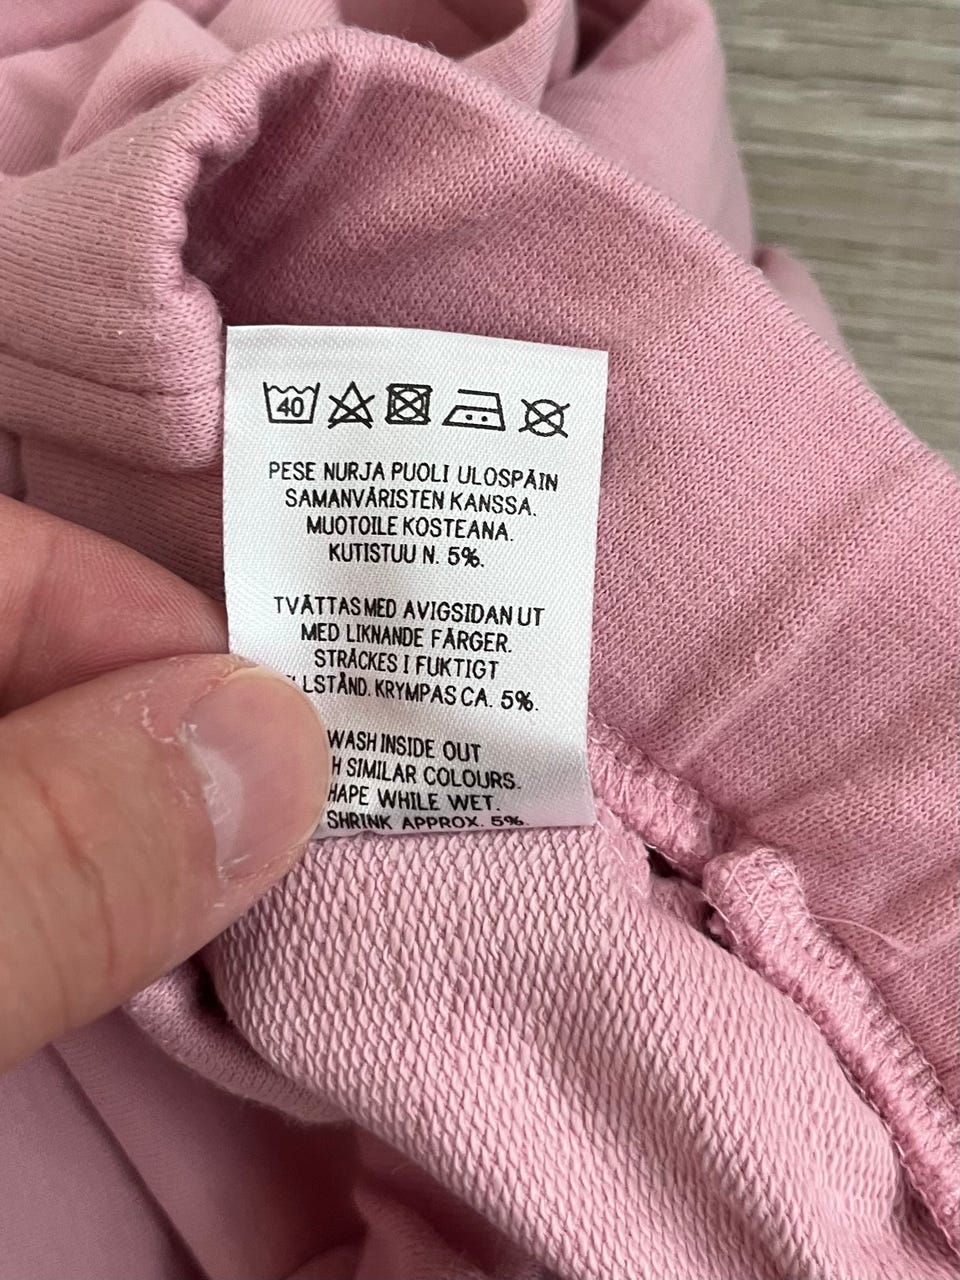 40
PESE NURJA PUOLI ULOSPÄIN
SAMANVÄRISTEN KANSSA.
MUOTOILE KOSTEANA.
KUTISTUU N. 5%.
TVÄTTAS MED AVIGSIDAN UT
MED LIKNANDE FÄRGER.
STRÄCKES I FUKTIGT
KRYMPAS CA. 5%.
WASH INSIDE OUT
SIMILAR COLOURS.
WHILE WET.
SHRINK APPROX. 5%.